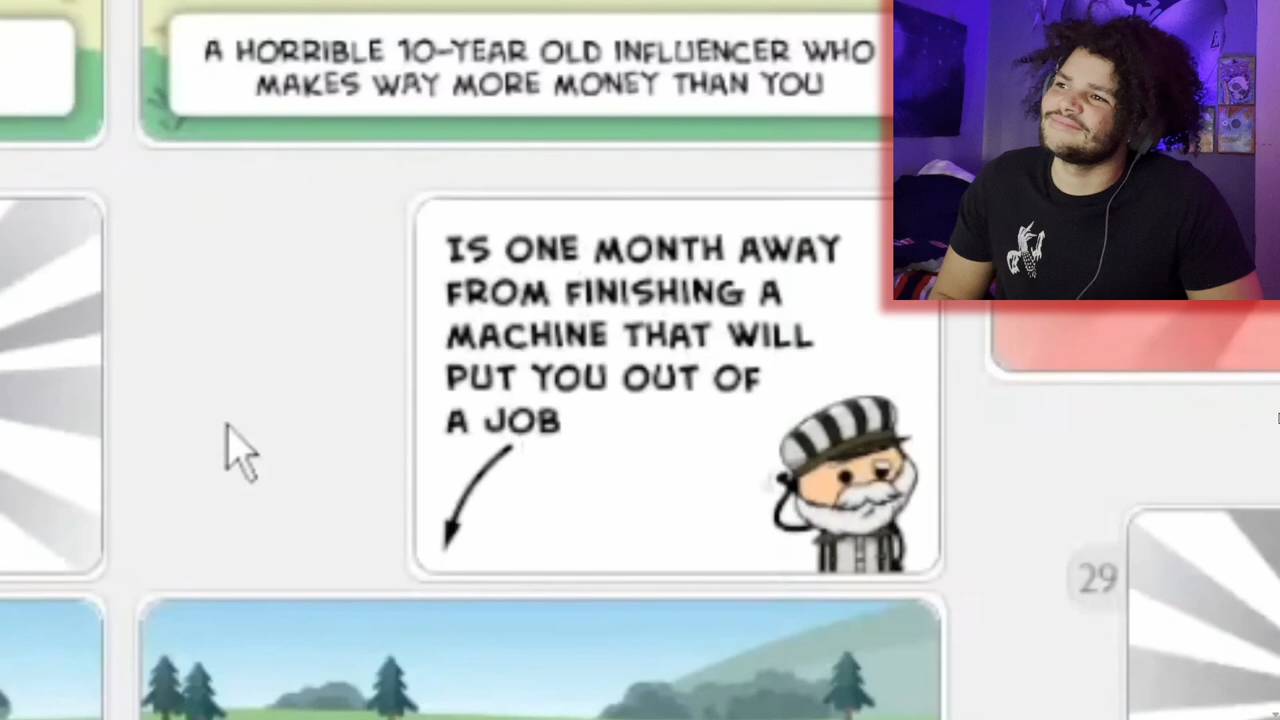 A HORRIBLE 10-YEAR OLD INFLUENCER WHO
MAKES WAY MORE MONEY THAN YOU
IS ONE MONTH AWAY
FROM FINISHING A
MACHINE THAT WILL
PUT YOU OUT OF
A JOB
29